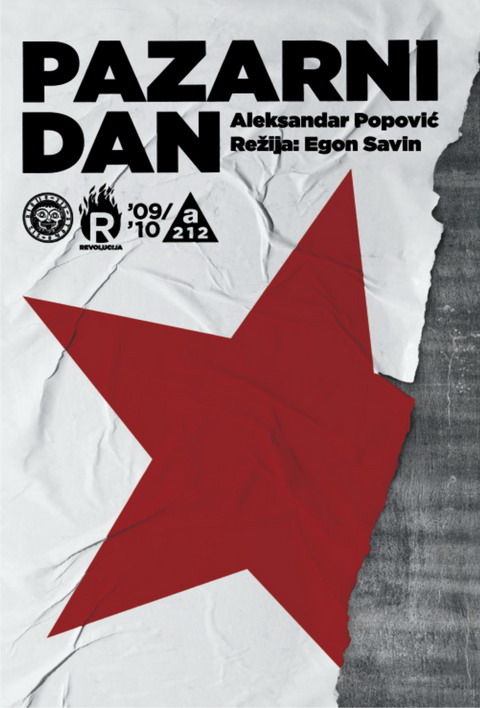 PAZARNI
DAN
Aleksandar Popović
Režija: Egon Savin
R
REVOLUCIJA
'09/
'10
a
212